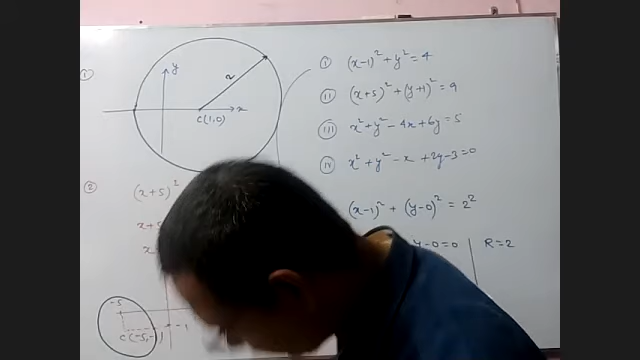 ①
y
r
x
C(1,0)
②
(x+5)²
x+5
x
-5
C(-5,-1)
-1
Ⓘ (x-1)² + y² = 4
Ⓘ Ⓘ (x+5)² + (y+1)² = 9
ⒾⒾⒾ x² + y² - 4x + 6y = 5
Ⓘⓥ x² + y² - x + 2y - 3 = 0
(x-1)² + (y-0)² = 2²
y-0=0 | R=2